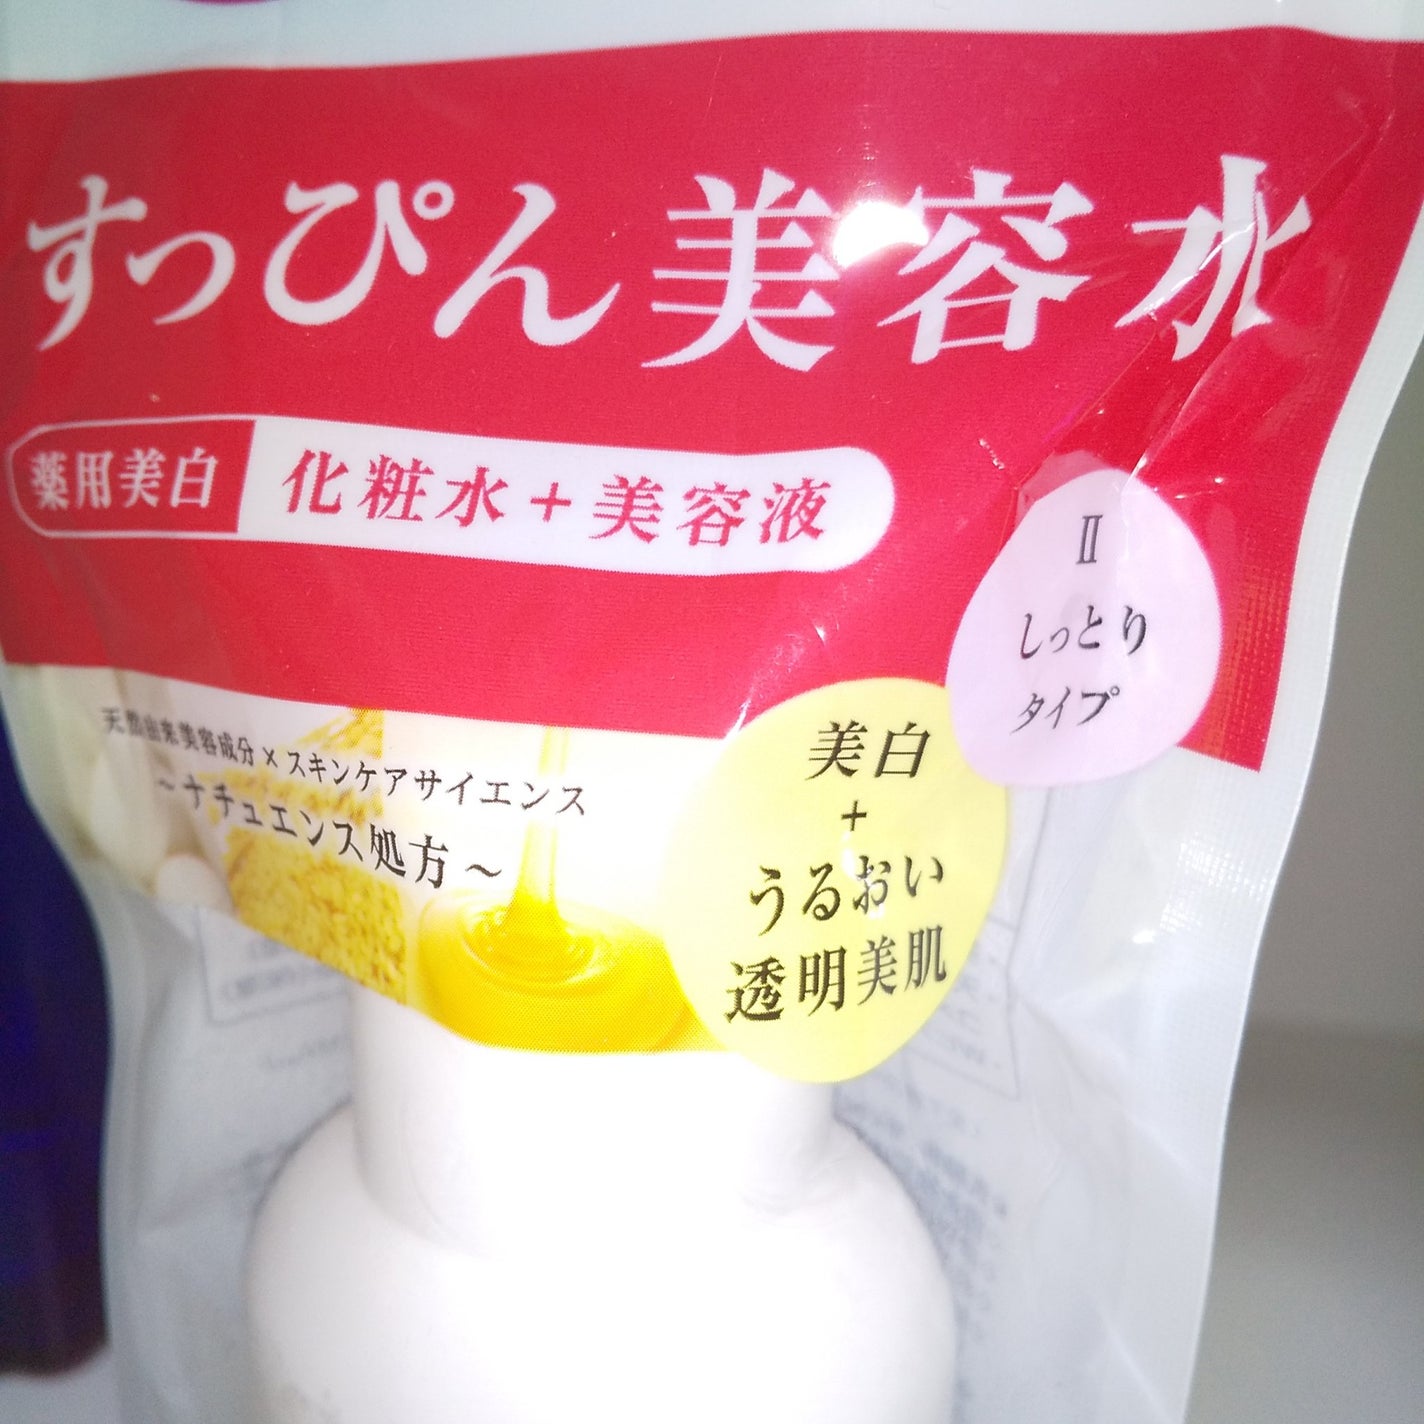 すっぴん美容水
薬用美白 化粧水+美容液
Ⅱ
しっとり
タイプ
天然由来美容成分×スキンケアサイエンス
~ナチュエンス処方~
美白
+
うるおい
透明美肌